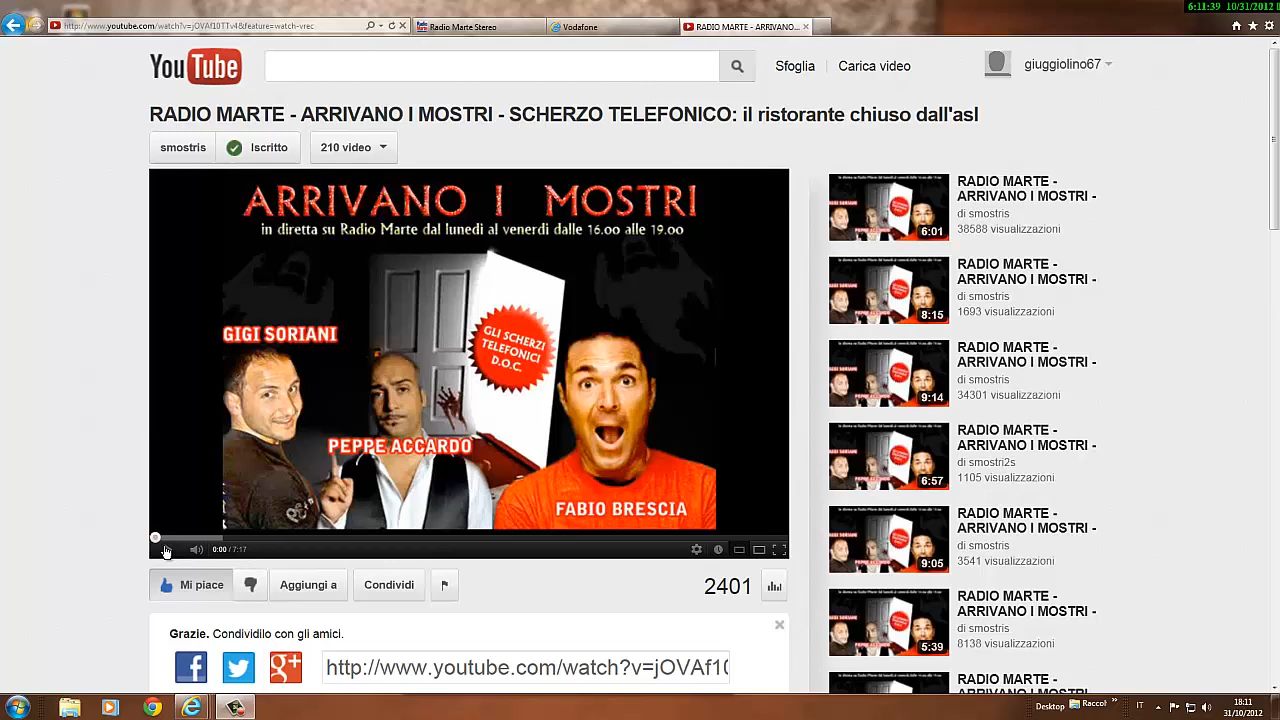 6:11:39 10/31/2012
http://www.youtube.com/watch?v=jOVAf10TTv4&feature=watch-vrec
Radio Marte Stereo
Vodafone
RADIO MARTE - ARRIVANO...
YouTube
Sfoglia
Carica video
giuggiolino67
RADIO MARTE - ARRIVANO I MOSTRI - SCHERZO TELEFONICO: il ristorante chiuso dall'asl
smostris
Iscritto
210 video
ARRIVANO I MOSTRI
in diretta su Radio Marte dal lunedi al venerdi dalle 16.00 alle 19.00
GIGI SORIANI
GLI SCHERZI
TELEFONICI
D.O.C.
PEPPE ACCARDO
FABIO BRESCIA
0:00 / 7:17
Mi piace
Aggiungi a
Condividi
2401
Grazie. Condividilo con gli amici.
http://www.youtube.com/watch?v=jOVAf10
6:01
RADIO MARTE -
ARRIVANO I MOSTRI -
di smostris
38588 visualizzazioni
8:15
RADIO MARTE -
ARRIVANO I MOSTRI -
di smostris
1693 visualizzazioni
9:14
RADIO MARTE -
ARRIVANO I MOSTRI -
di smostris
34301 visualizzazioni
6:57
RADIO MARTE -
ARRIVANO I MOSTRI -
di smostri2s
1105 visualizzazioni
9:05
RADIO MARTE -
ARRIVANO I MOSTRI -
di smostris
3541 visualizzazioni
5:39
RADIO MARTE -
ARRIVANO I MOSTRI -
di smostris
8138 visualizzazioni
RADIO MARTE -
ARRIVANO I MOSTRI -
Desktop
Raccol
IT
18:11
31/10/2012